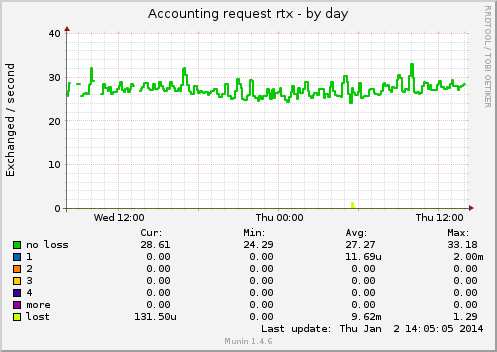 Accounting request rtx - by day
RRDTOOL / TOBI OETIKER
Exchanged / second
40
30
20
10
0
Wed 12:00 Thu 00:00 Thu 12:00
Cur: Min: Avg: Max:
no loss 28.61 24.29 27.27 33.18
1 0.00 0.00 11.69u 2.00m
2 0.00 0.00 0.00 0.00
3 0.00 0.00 0.00 0.00
4 0.00 0.00 0.00 0.00
more 0.00 0.00 0.00 0.00
lost 131.50u 0.00 9.62m 1.29
Last update: Thu Jan 2 14:05:05 2014
Munin 1.4.6